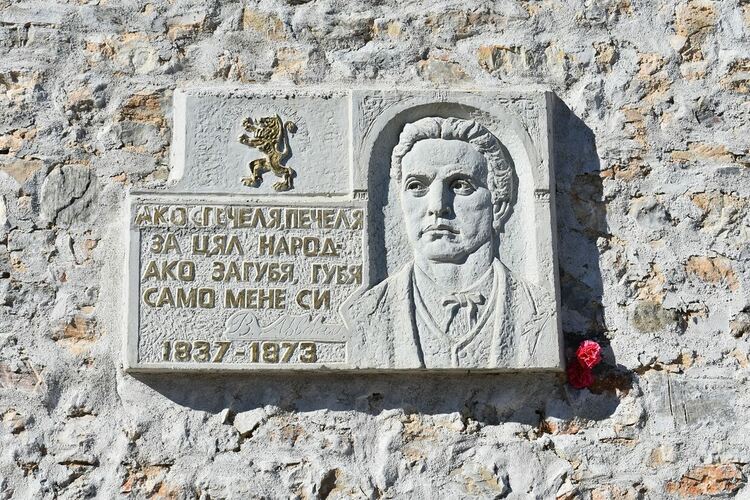 АКО СПЕЧЕЛЯ, ПЕЧЕЛЯ
ЗА ЦЯЛ НАРОД-
АКО ЗАГУБЯ, ГУБЯ
САМО МЕНЕ СИ
1837-1873